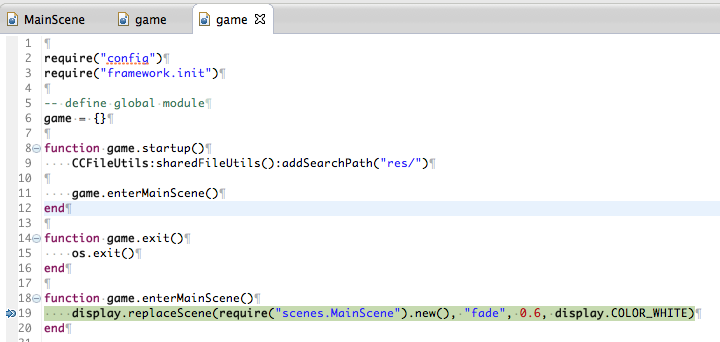 MainScene game game
1
2 require("config")
3 require("framework.init")
4
5 -- define global module
6 game = {}
7
8 function game.startup()
9 CCFileUtils:sharedFileUtils():addSearchPath("res/")
10
11 game.enterMainScene()
12 end
13
14 function game.exit()
15 os.exit()
16 end
17
18 function game.enterMainScene()
19 display.replaceScene(require("scenes.MainScene").new(), "fade", 0.6, display.COLOR_WHITE)
20 end